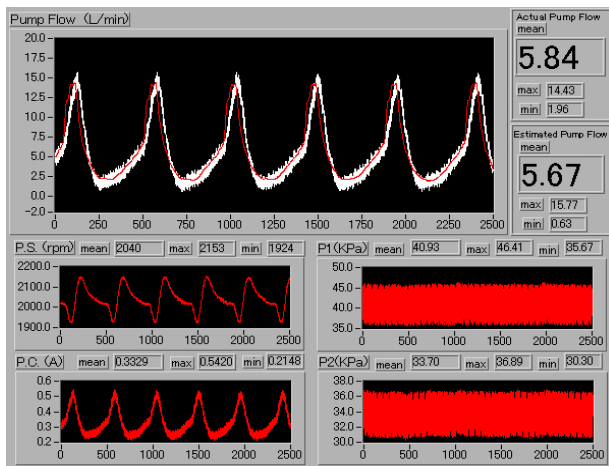 Pump Flow (L/min)
20.0
17.5
15.0
12.5
10.0
7.5
5.0
2.5
0.0
-2.0
0 250 500 750 1000 1250 1500 1750 2000 2250 2500
Actual Pump Flow
mean
5.84
max 14.43
min 1.96
Estimated Pump Flow
mean
5.67
max 15.77
min 0.63
P.S. (rpm) mean 2040 max 2153 min 1924
2200.0
2000.0
1900.0
0 500 1000 1500 2000 2500
P1(KPa) mean 40.93 max 46.41 min 35.67
50.0
45.0
40.0
35.0
0 500 1000 1500 2000 2500
P.C. (A) mean 0.3329 max 0.5420 min 0.2148
0.6
0.5
0.4
0.3
0.2
0 500 1000 1500 2000 2500
P2(KPa) mean 33.70 max 36.89 min 30.30
38.0
36.0
34.0
32.0
30.0
0 500 1000 1500 2000 2500